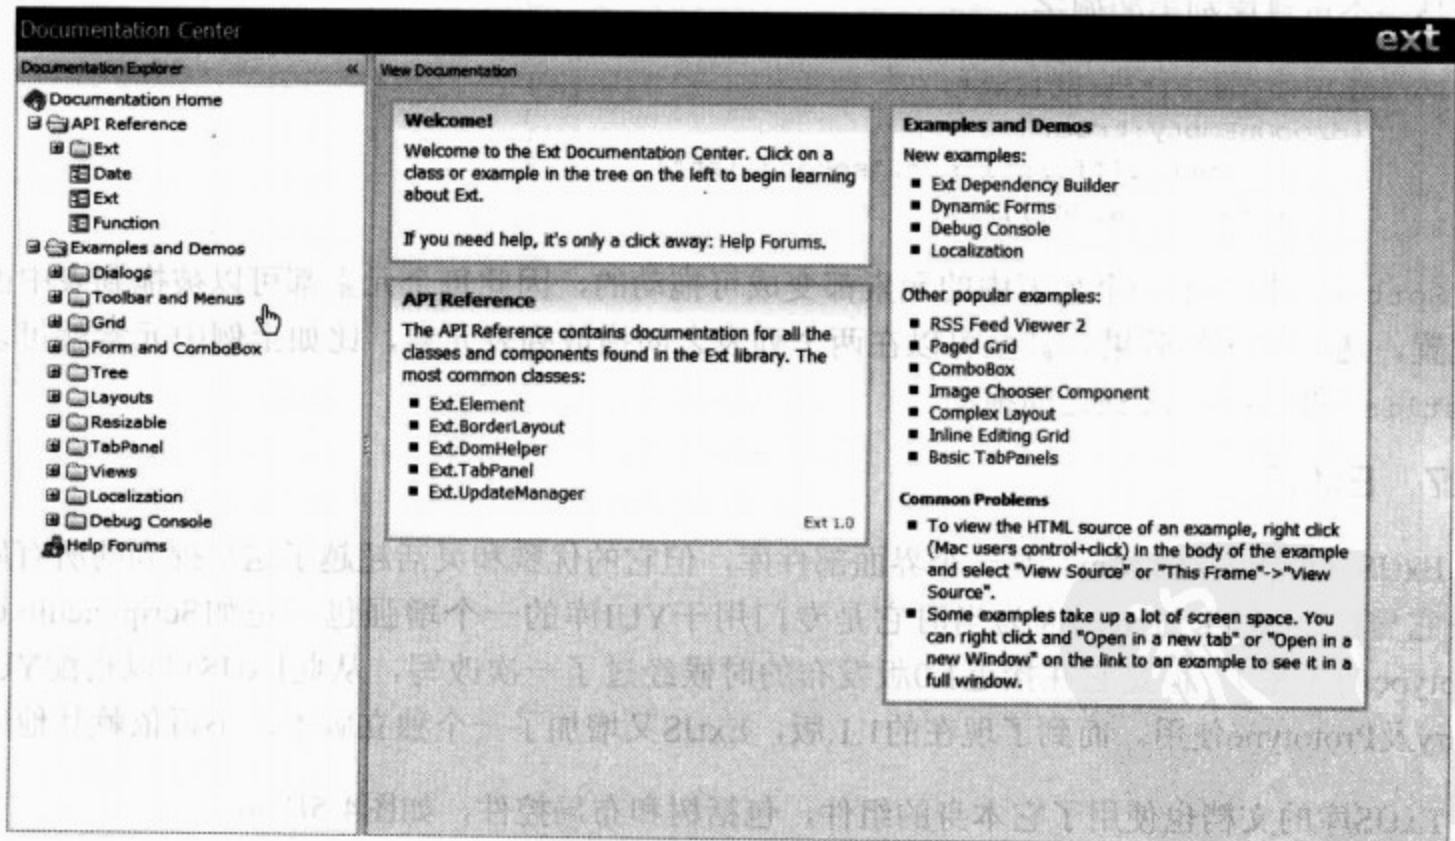 Documentation Center
ext
Documentation Explorer «
View Documentation
Documentation Home
API Reference
Ext
Date
Ext
Function
Examples and Demos
Dialogs
Toolbar and Menus
Grid
Form and ComboBox
Tree
Layouts
Resizable
TabPanel
Views
Localization
Debug Console
Help Forums
Welcome!
Welcome to the Ext Documentation Center. Click on a
class or example in the tree on the left to begin learning
about Ext.
If you need help, it's only a click away: Help Forums.
API Reference
The API Reference contains documentation for all the
classes and components found in the Ext library. The
most common classes:
▪ Ext.Element
▪ Ext.BorderLayout
▪ Ext.DomHelper
▪ Ext.TabPanel
▪ Ext.UpdateManager
Ext 1.0
Examples and Demos
New examples:
▪ Ext Dependency Builder
▪ Dynamic Forms
▪ Debug Console
▪ Localization
Other popular examples:
▪ RSS Feed Viewer 2
▪ Paged Grid
▪ ComboBox
▪ Image Chooser Component
▪ Complex Layout
▪ Inline Editing Grid
▪ Basic TabPanels
Common Problems
▪ To view the HTML source of an example, right click
(Mac users control+click) in the body of the example
and select "View Source" or "This Frame"->"View
Source".
▪ Some examples take up a lot of screen space. You
can right click and "Open in a new tab" or "Open in a
new Window" on the link to an example to see it in a
full window.